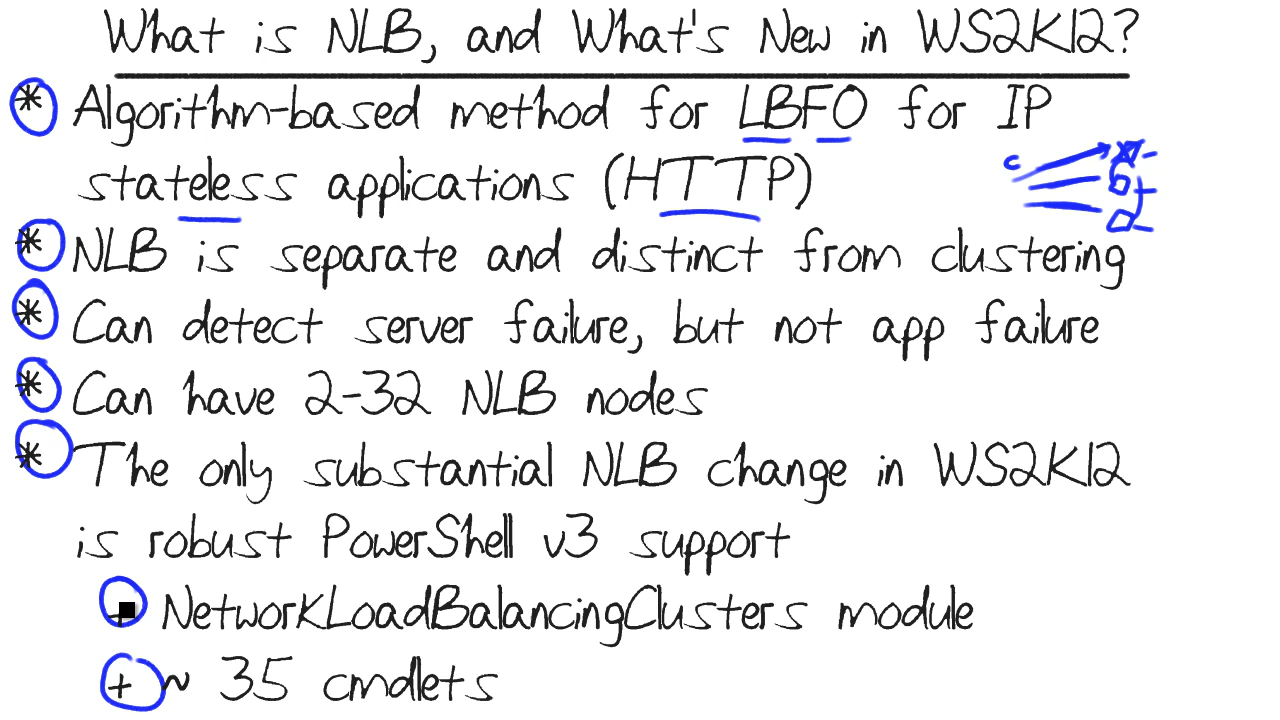 What is NLB, and What's New in WS2K12?
* Algorithm-based method for LBFO for IP
stateless applications (HTTP)
c
* NLB is separate and distinct from clustering
* Can detect server failure, but not app failure
* Can have 2-32 NLB nodes
* The only substantial NLB change in WS2K12
is robust PowerShell v3 support
+ NetworkLoadBalancingClusters module
+ ~ 35 cmdlets